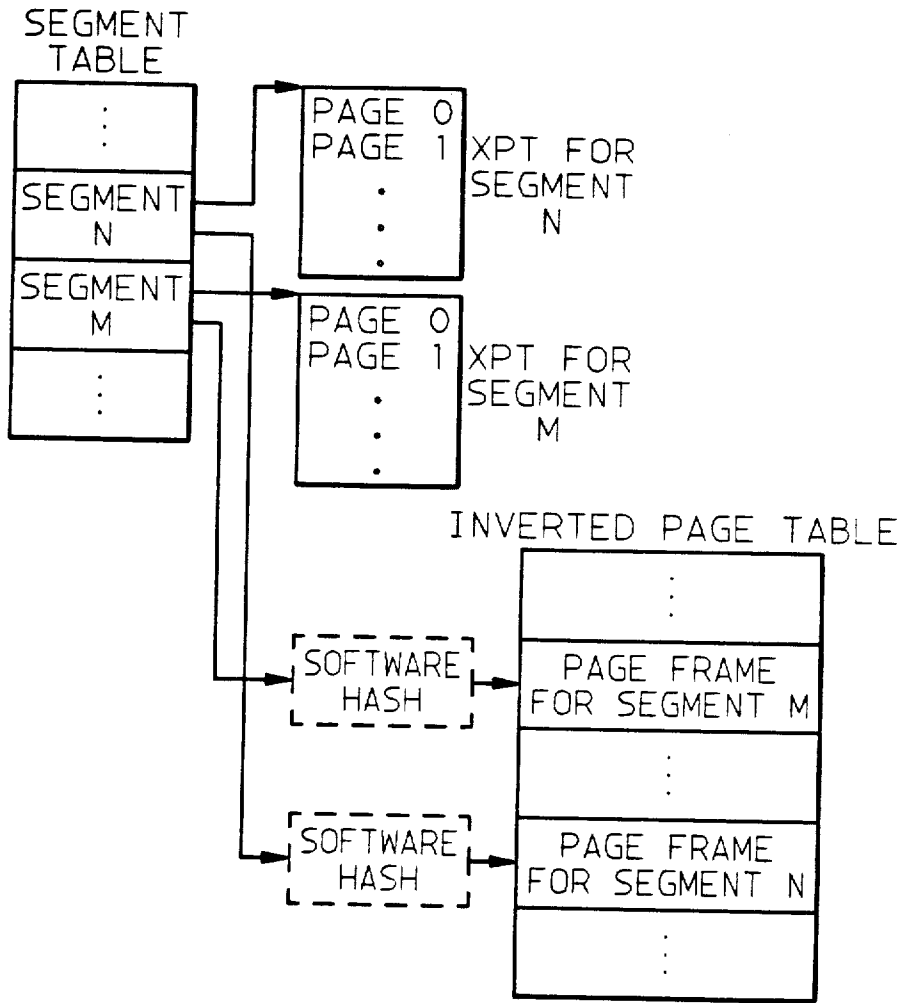 SEGMENT
TABLE
SEGMENT
N
SEGMENT
M
PAGE 0
PAGE 1
XPT FOR
SEGMENT
N
PAGE 0
PAGE 1
XPT FOR
SEGMENT
M
INVERTED PAGE TABLE
SOFTWARE
HASH
PAGE FRAME
FOR SEGMENT M
SOFTWARE
HASH
PAGE FRAME
FOR SEGMENT N